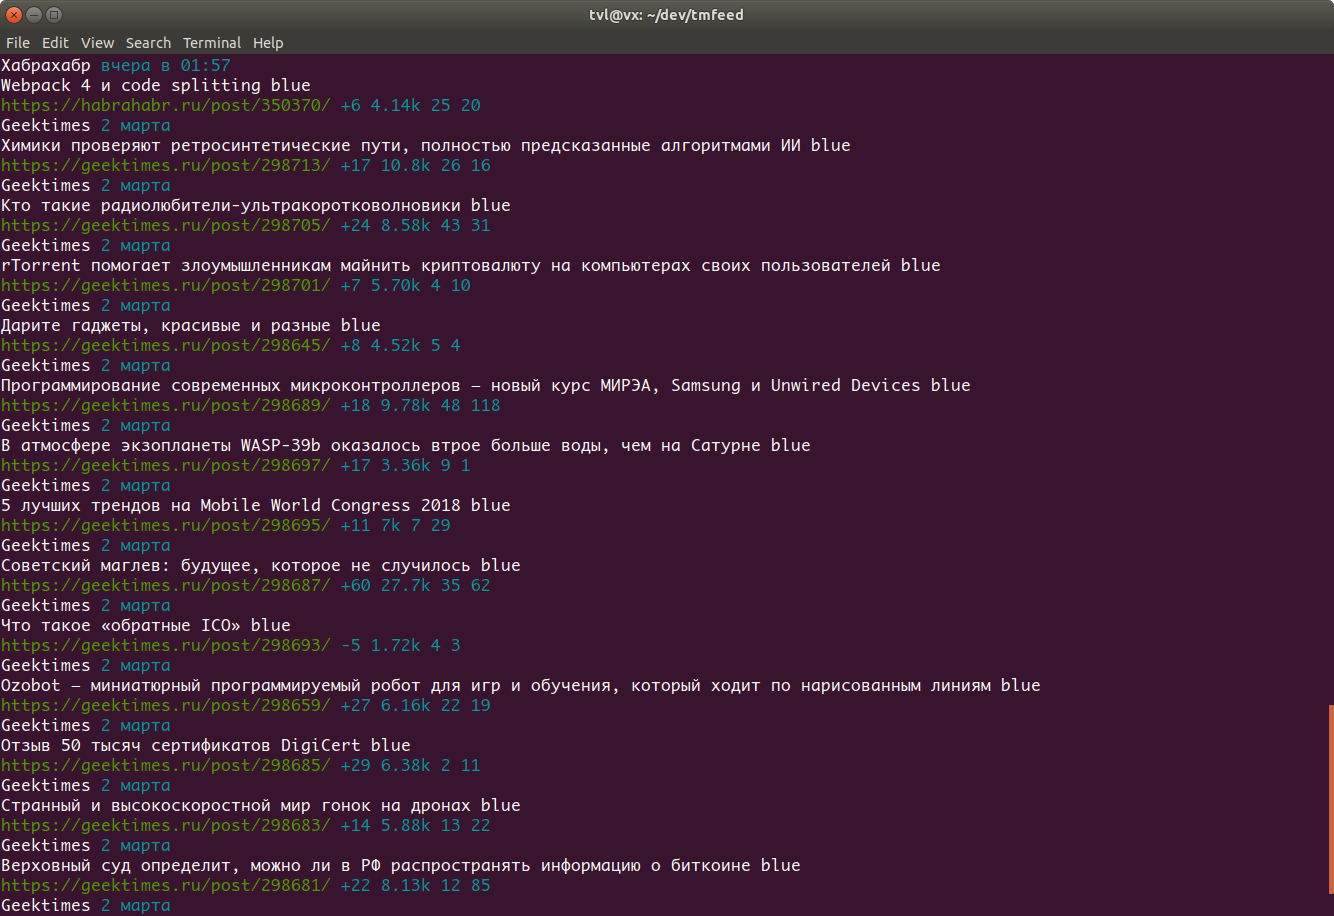 tvl@vx: ~/dev/tmfeed
File Edit View Search Terminal Help
Хабрахабр вчера в 01:57
Webpack 4 и code splitting blue
https://habrahabr.ru/post/350370/ +6 4.14k 25 20
Geektimes 2 марта
Химики проверяют ретросинтетические пути, полностью предсказанные алгоритмами ИИ blue
https://geektimes.ru/post/298713/ +17 10.8k 26 16
Geektimes 2 марта
Кто такие радиолюбители-ультракоротковолновики blue
https://geektimes.ru/post/298705/ +24 8.58k 43 31
Geektimes 2 марта
rTorrent помогает злоумышленникам майнить криптовалюту на компьютерах своих пользователей blue
https://geektimes.ru/post/298701/ +7 5.70k 4 10
Geektimes 2 марта
Дарите гаджеты, красивые и разные blue
https://geektimes.ru/post/298645/ +8 4.52k 5 4
Geektimes 2 марта
Программирование современных микроконтроллеров — новый курс МИРЭА, Samsung и Unwired Devices blue
https://geektimes.ru/post/298689/ +18 9.78k 48 118
Geektimes 2 марта
В атмосфере экзопланеты WASP-39b оказалось втрое больше воды, чем на Сатурне blue
https://geektimes.ru/post/298697/ +17 3.36k 9 1
Geektimes 2 марта
5 лучших трендов на Mobile World Congress 2018 blue
https://geektimes.ru/post/298695/ +11 7k 7 29
Geektimes 2 марта
Советский маглев: будущее, которое не случилось blue
https://geektimes.ru/post/298687/ +60 27.7k 35 62
Geektimes 2 марта
Что такое «обратные ICO» blue
https://geektimes.ru/post/298693/ -5 1.72k 4 3
Geektimes 2 марта
Ozobot — миниатюрный программируемый робот для игр и обучения, который ходит по нарисованным линиям blue
https://geektimes.ru/post/298659/ +27 6.16k 22 19
Geektimes 2 марта
Отзыв 50 тысяч сертификатов DigiCert blue
https://geektimes.ru/post/298685/ +29 6.38k 2 11
Geektimes 2 марта
Странный и высокоскоростной мир гонок на дронах blue
https://geektimes.ru/post/298683/ +14 5.88k 13 22
Geektimes 2 марта
Верховный суд определит, можно ли в РФ распространять информацию о биткоине blue
https://geektimes.ru/post/298681/ +22 8.13k 12 85
Geektimes 2 марта